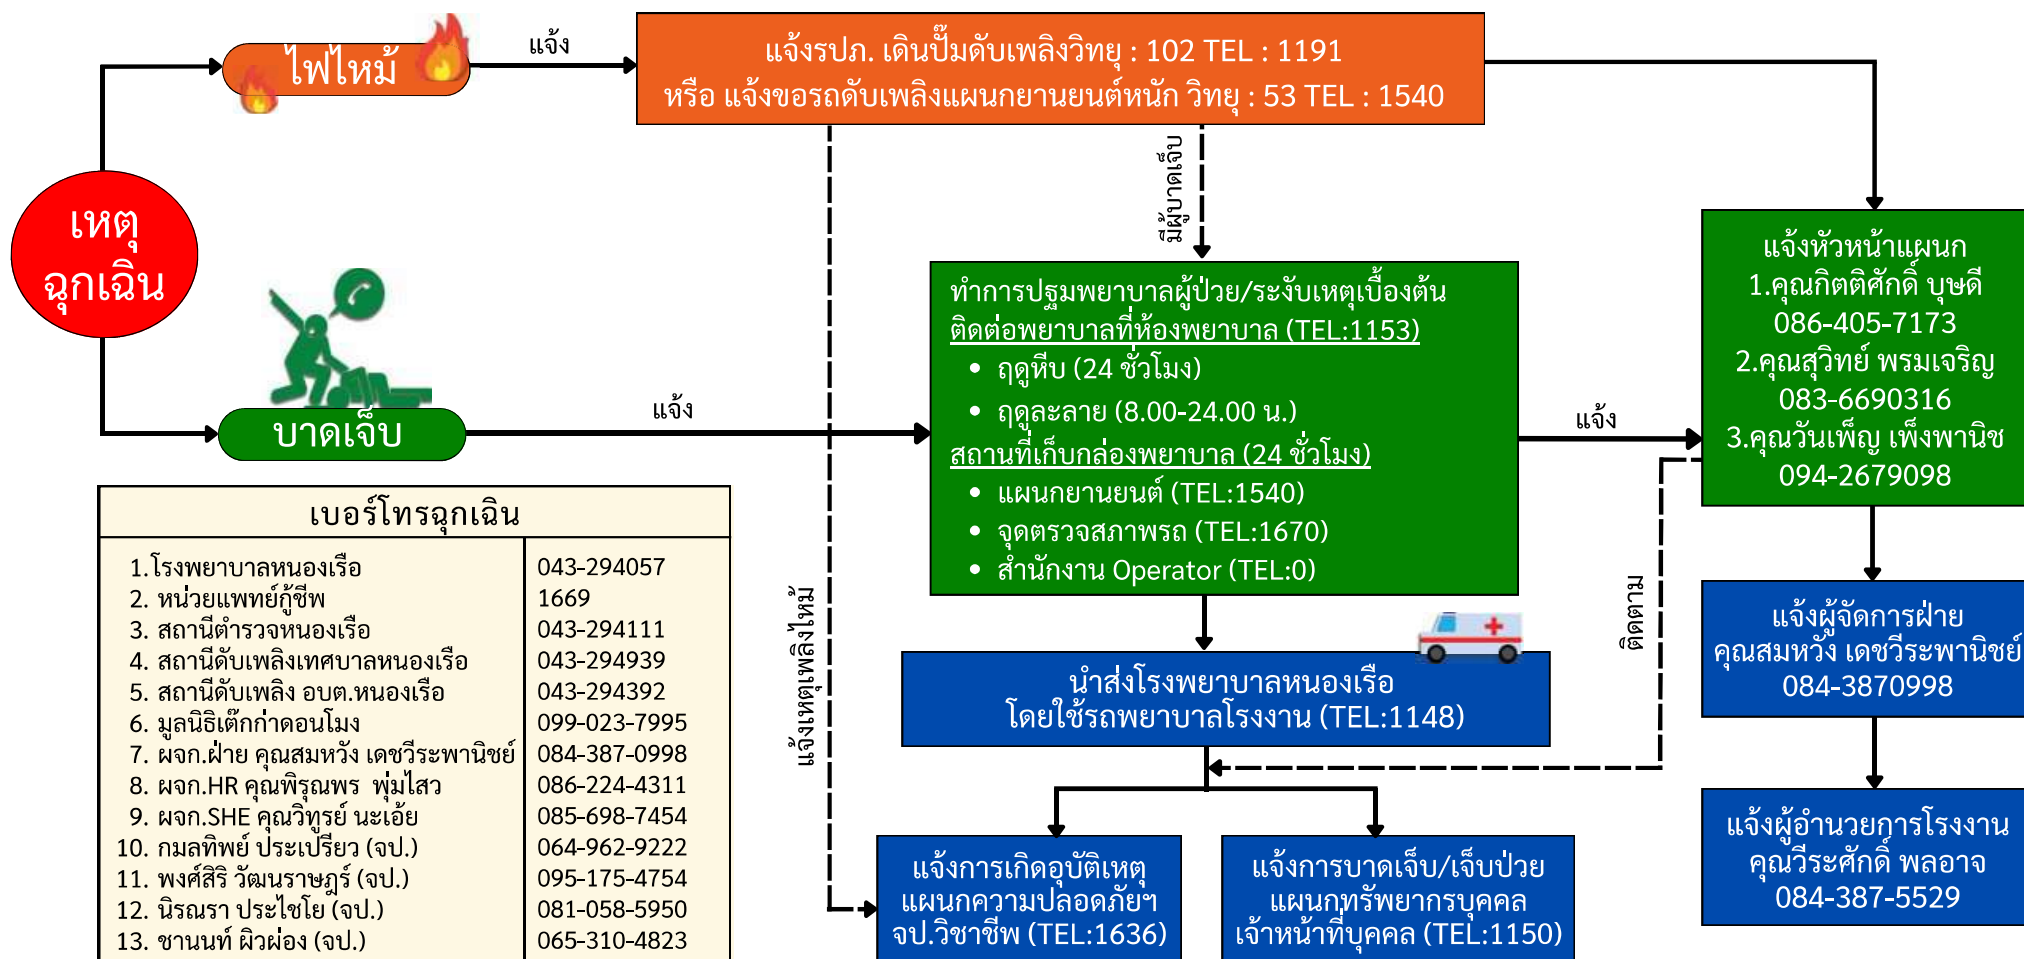 ไฟไหม้
แจ้ง
แจ้งรปภ. เดินปั๊มดับเพลิงวิทยุ : 102 TEL : 1191
หรือ แจ้งขอรถดับเพลิงแผนกยานยนต์หนัก วิทยุ : 53 TEL : 1540
เหตุ
ฉุกเฉิน
มีผู้บาดเจ็บ
บาดเจ็บ
แจ้ง
ทำการปฐมพยาบาลผู้ป่วย/ระงับเหตุเบื้องต้น
ติดต่อพยาบาลที่ห้องพยาบาล (TEL:1153)
• ฤดูหีบ (24 ชั่วโมง)
• ฤดูละลาย (8.00-24.00 น.)
สถานที่เก็บกล่องพยาบาล (24 ชั่วโมง)
• แผนกยานยนต์ (TEL:1540)
• จุดตรวจสภาพรถ (TEL:1670)
• สำนักงาน Operator (TEL:0)
แจ้ง
แจ้งหัวหน้าแผนก
1.คุณกิตติศักดิ์ บุษดี
086-405-7173
2.คุณสุวิทย์ พรมเจริญ
083-6690316
3.คุณวันเพ็ญ เพ็งพานิช
094-2679098
ติดตาม
แจ้งผู้จัดการฝ่าย
คุณสมหวัง เดชวีระพานิชย์
084-3870998
แจ้งผู้อำนวยการโรงงาน
คุณวีระศักดิ์ พลอาจ
084-387-5529
นำส่งโรงพยาบาลหนองเรือ
โดยใช้รถพยาบาลโรงงาน (TEL:1148)
แจ้งเหตุเพลิงไหม้
แจ้งการเกิดอุบัติเหตุ
แผนกความปลอดภัยฯ
จป.วิชาชีพ (TEL:1636)
แจ้งการบาดเจ็บ/เจ็บป่วย
แผนกทรัพยากรบุคคล
เจ้าหน้าที่บุคคล (TEL:1150)
เบอร์โทรฉุกเฉิน
1.โรงพยาบาลหนองเรือ 043-294057
2. หน่วยแพทย์กู้ชีพ 1669
3. สถานีตำรวจหนองเรือ 043-294111
4. สถานีดับเพลิงเทศบาลหนองเรือ 043-294939
5. สถานีดับเพลิง อบต.หนองเรือ 043-294392
6. มูลนิธิเต๊กก่าดอนโมง 099-023-7995
7. ผจก.ฝ่าย คุณสมหวัง เดชวีระพานิชย์ 084-387-0998
8. ผจก.HR คุณพิรุณพร พุ่มไสว 086-224-4311
9. ผจก.SHE คุณวิทูรย์ นะเอ้ย 085-698-7454
10. กมลทิพย์ ประเปรียว (จป.) 064-962-9222
11. พงศ์สิริ วัฒนราษฎร์ (จป.) 095-175-4754
12. นิรณรา ประไชโย (จป.) 081-058-5950
13. ชานนท์ ผิวผ่อง (จป.) 065-310-4823